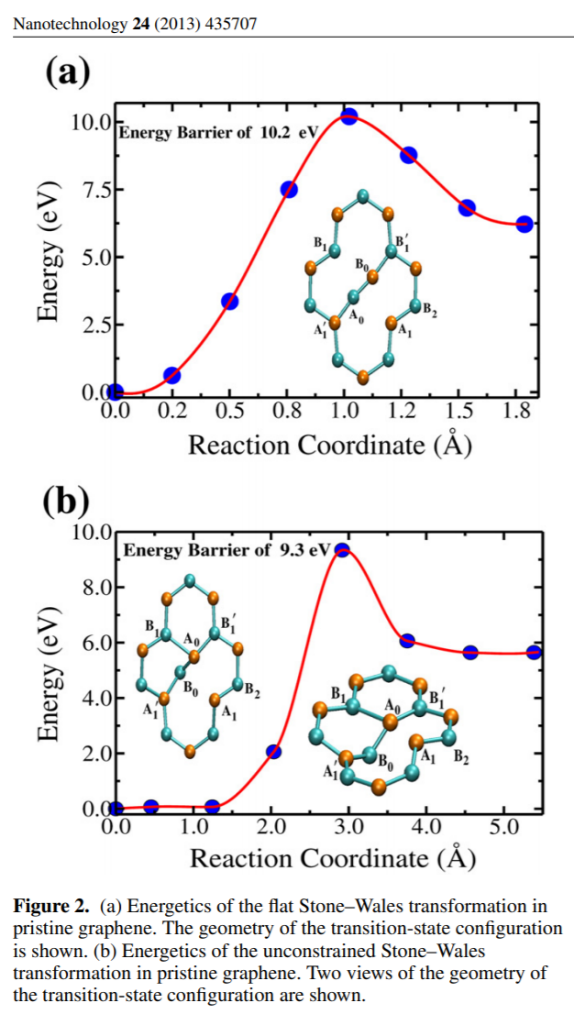 Nanotechnology 24 (2013) 435707
(a)
Energy Barrier of 10.2 eV
10.0
7.5
5.0
2.5
0.0
Energy (eV)
B1
B1′
B0
A0
B2
A1′
A1
0.0 0.2 0.5 0.8 1.0 1.2 1.5 1.8
Reaction Coordinate (Å)
(b)
Energy Barrier of 9.3 eV
10.0
8.0
6.0
4.0
2.0
0.0
Energy (eV)
B1
B1′
A0
B0
B2
A1′
A1
B1
B1′
A0
B0
A1
B2
A1′
0.0 1.0 2.0 3.0 4.0 5.0
Reaction Coordinate (Å)
Figure 2. (a) Energetics of the flat Stone–Wales transformation in
pristine graphene. The geometry of the transition-state configuration
is shown. (b) Energetics of the unconstrained Stone–Wales
transformation in pristine graphene. Two views of the geometry of
the transition-state configuration are shown.